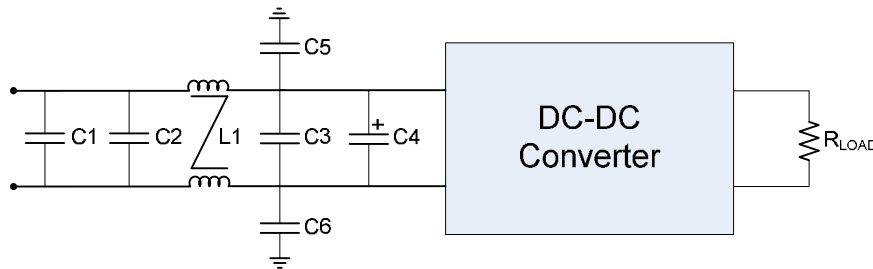 C5
C1
C2
L1
C3
+
C4
DC-DC
Converter
RLOAD
C6